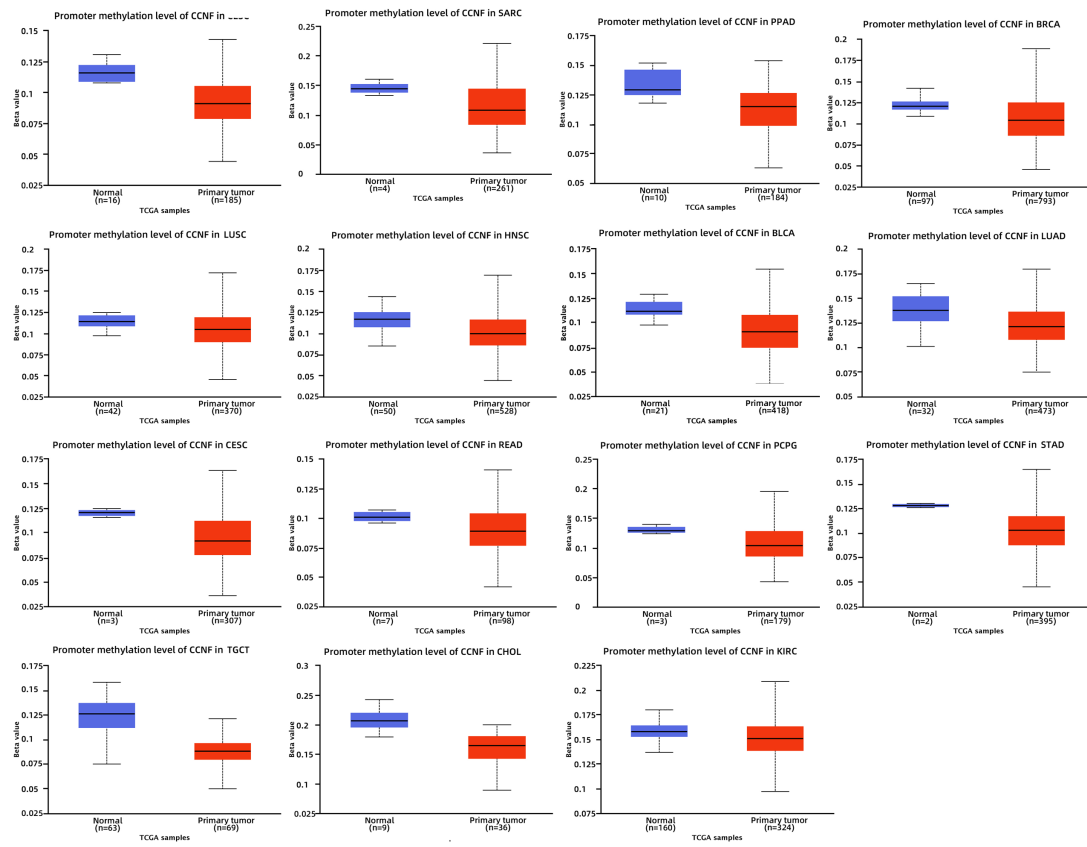 Promoter methylation level of CCNF in
0.15
0.125
0.1
0.075
0.05
0.025
Beta value
Normal
(n=16)
Primary tumor
(n=185)
TCGA samples
Promoter methylation level of CCNF in SARC
0.25
0.2
0.15
0.1
0.05
0
Beta value
Normal
(n=4)
Primary tumor
(n=261)
TCGA samples
Promoter methylation level of CCNF in PPAD
0.175
0.15
0.125
0.1
0.075
0.05
Beta value
Normal
(n=10)
Primary tumor
(n=184)
TCGA samples
Promoter methylation level of CCNF in BRCA
0.2
0.175
0.15
0.125
0.1
0.075
0.05
0.025
Beta value
Normal
(n=97)
Primary tumor
(n=793)
TCGA samples
Promoter methylation level of CCNF in LUSC
0.2
0.175
0.15
0.125
0.1
0.075
0.05
0.025
Beta value
Normal
(n=42)
Primary tumor
(n=370)
TCGA samples
Promoter methylation level of CCNF in HNSC
0.2
0.175
0.15
0.125
0.1
0.075
0.05
0.025
Beta value
Normal
(n=50)
Primary tumor
(n=528)
TCGA samples
Promoter methylation level of CCNF in BLCA
0.175
0.15
0.125
0.1
0.075
0.05
0.025
Beta value
Normal
(n=21)
Primary tumor
(n=418)
TCGA samples
Promoter methylation level of CCNF in LUAD
0.2
0.175
0.15
0.125
0.1
0.075
0.05
Beta value
Normal
(n=32)
Primary tumor
(n=473)
TCGA samples
Promoter methylation level of CCNF in CESC
0.175
0.15
0.125
0.1
0.075
0.05
0.025
Beta value
Normal
(n=3)
Primary tumor
(n=307)
TCGA samples
Promoter methylation level of CCNF in READ
0.15
0.125
0.1
0.075
0.05
0.025
Beta value
Normal
(n=7)
Primary tumor
(n=98)
TCGA samples
Promoter methylation level of CCNF in PCPG
0.25
0.2
0.15
0.1
0.05
0
Beta value
Normal
(n=3)
Primary tumor
(n=179)
TCGA samples
Promoter methylation level of CCNF in STAD
0.175
0.15
0.125
0.1
0.075
0.05
0.025
Beta value
Normal
(n=2)
Primary tumor
(n=395)
TCGA samples
Promoter methylation level of CCNF in TGCT
0.175
0.15
0.125
0.1
0.075
0.05
0.025
Beta value
Normal
(n=63)
Primary tumor
(n=69)
TCGA samples
Promoter methylation level of CCNF in CHOL
0.3
0.25
0.2
0.15
0.1
0.05
Beta value
Normal
(n=9)
Primary tumor
(n=36)
TCGA samples
Promoter methylation level of CCNF in KIRC
0.225
0.2
0.175
0.15
0.125
0.1
0.075
Beta value
Normal
(n=160)
Primary tumor
(n=324)
TCGA samples